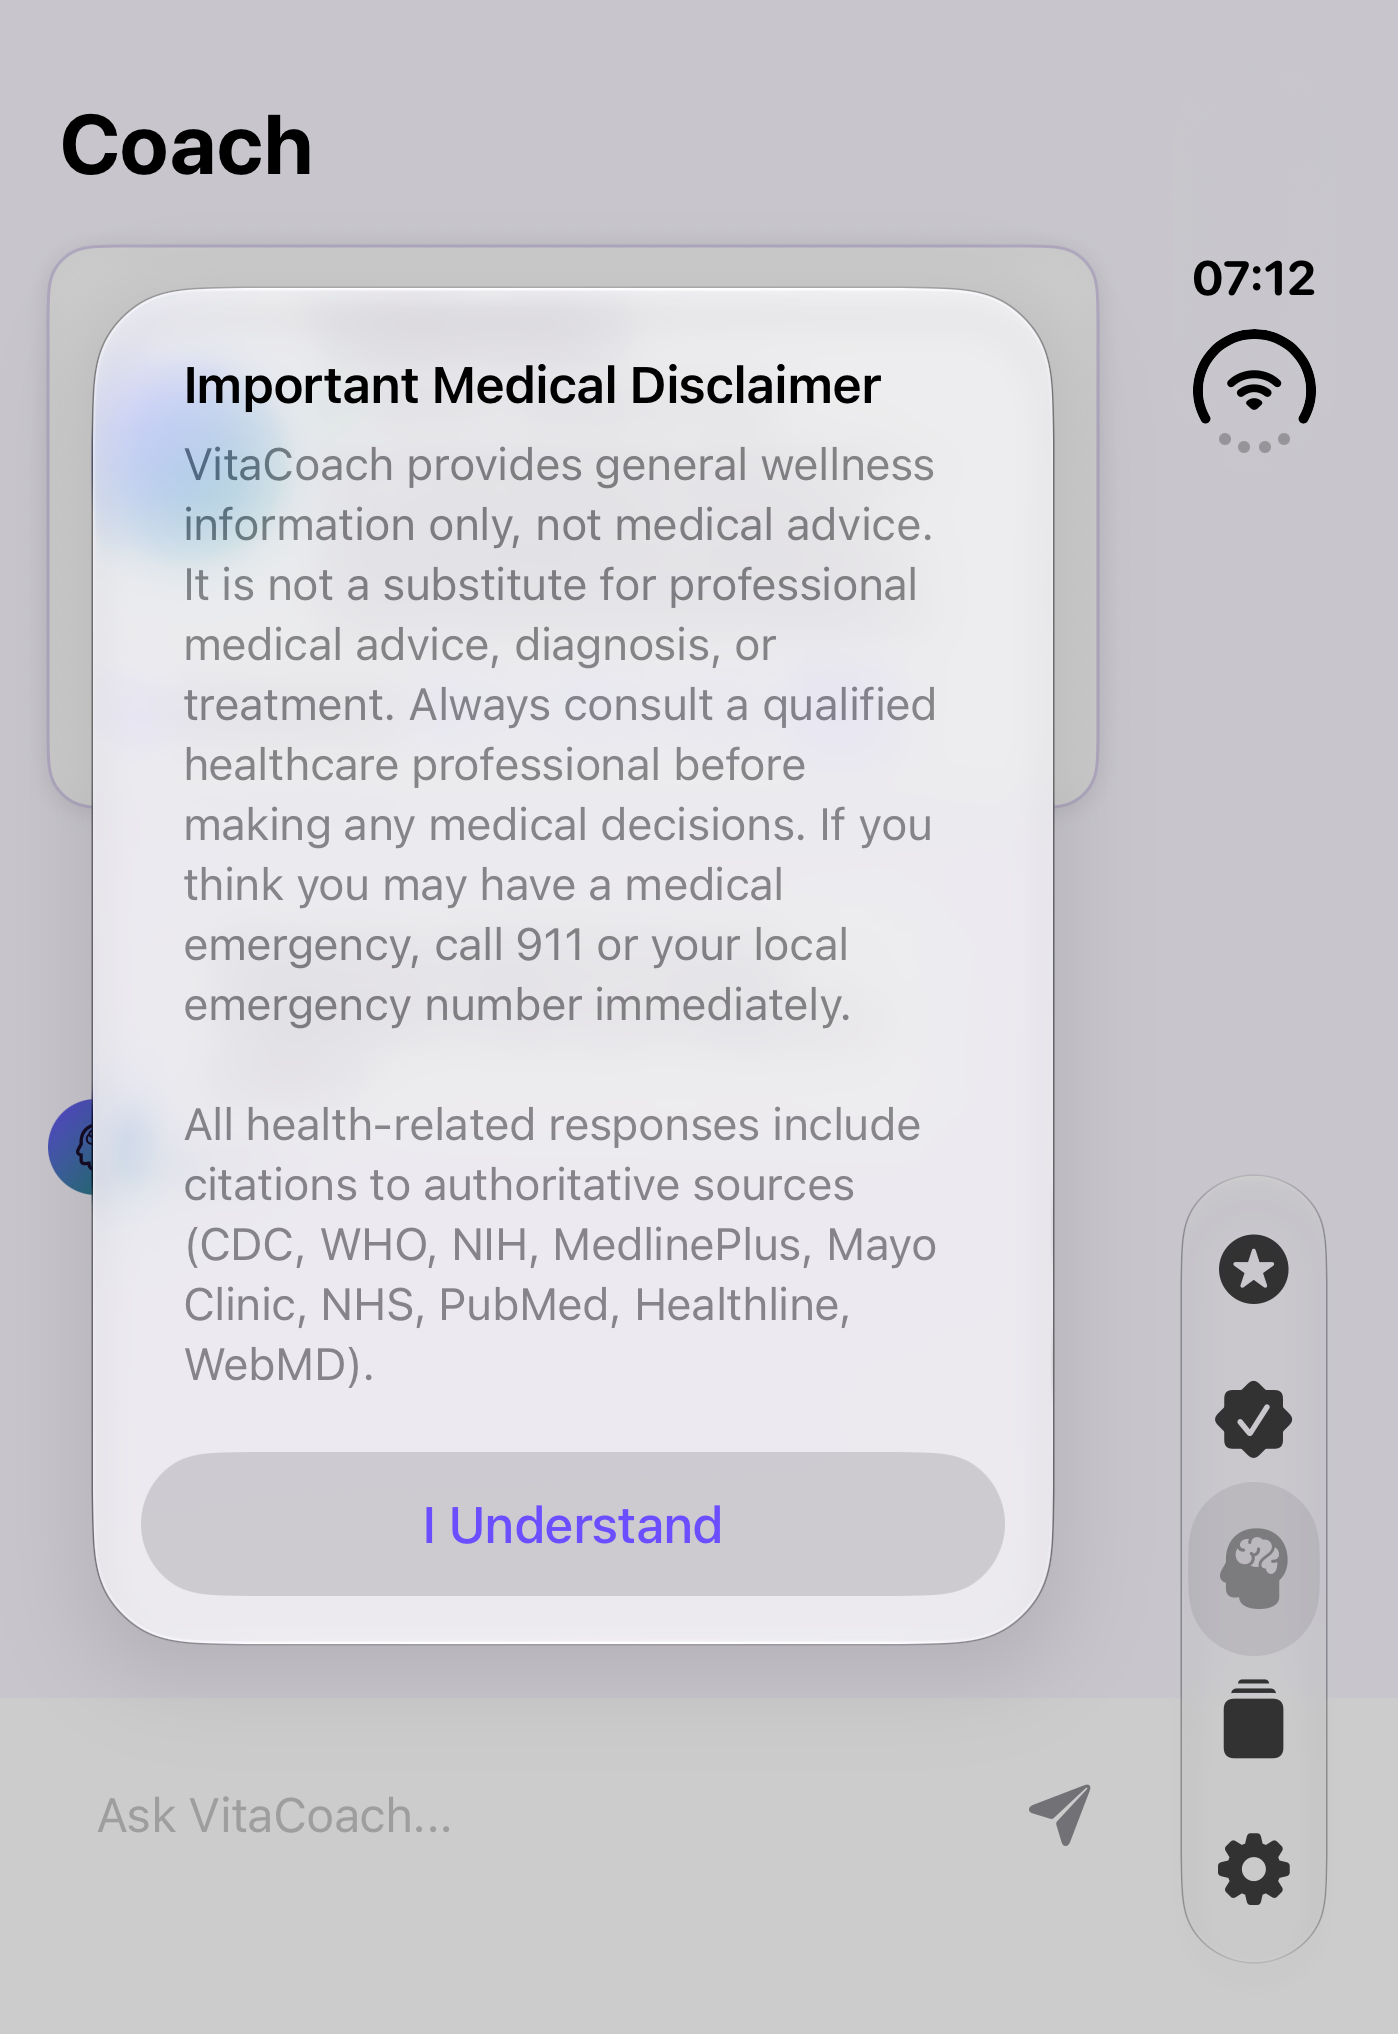 Coach
07:12
Important Medical Disclaimer
VitaCoach provides general wellness
information only, not medical advice.
It is not a substitute for professional
medical advice, diagnosis, or
treatment. Always consult a qualified
healthcare professional before
making any medical decisions. If you
think you may have a medical
emergency, call 911 or your local
emergency number immediately.
All health-related responses include
citations to authoritative sources
(CDC, WHO, NIH, MedlinePlus, Mayo
Clinic, NHS, PubMed, Healthline,
WebMD).
I Understand
Ask VitaCoach...